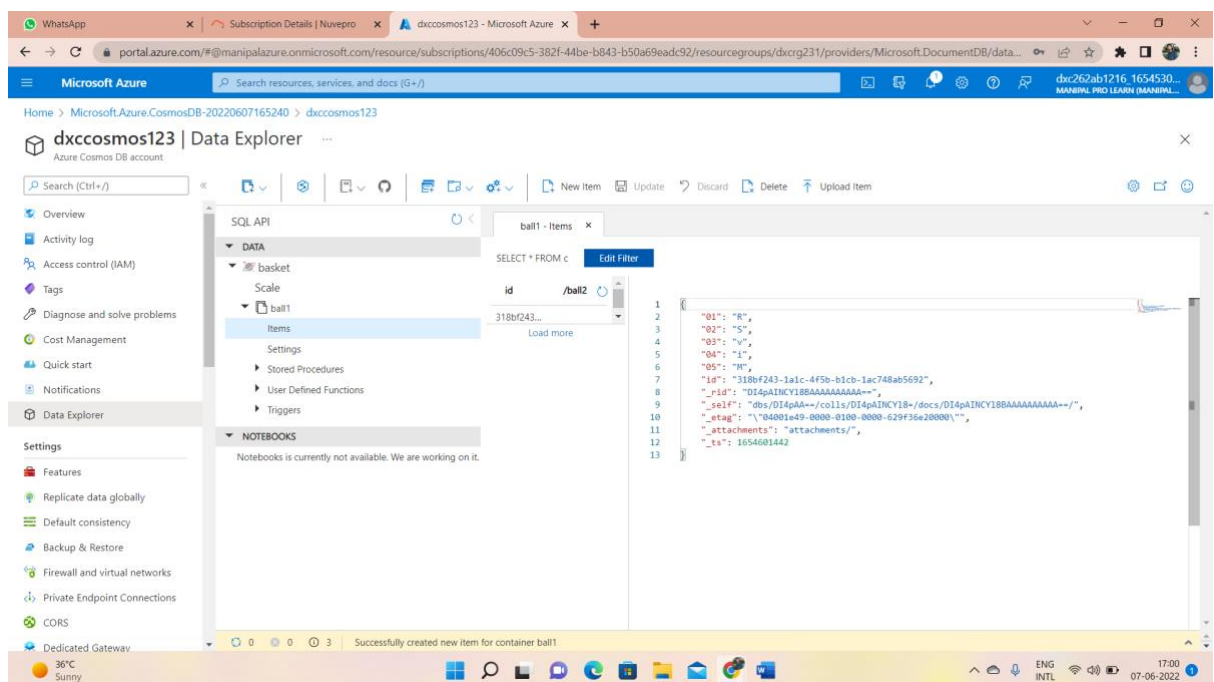 WhatsApp
Subscription Details | Nuvepro
dxccosmos123 - Microsoft Azure
portal.azure.com/#@manipalazure.onmicrosoft.com/resource/subscriptions/406c09c5-382f-44be-b843-b50a69eadc92/resourcegroups/dxcrg231/providers/Microsoft.DocumentDB/data...
Microsoft Azure
Search resources, services, and docs (G+/)
dxc262ab1216_1654530...
MANIPAL PRO LEARN (MANIPAL...
Home > Microsoft.Azure.CosmosDB-20220607165240 > dxccosmos123
dxccosmos123 | Data Explorer ...
Azure Cosmos DB account
Search (Ctrl+/)
Overview
Activity log
Access control (IAM)
Tags
Diagnose and solve problems
Cost Management
Quick start
Notifications
Data Explorer
Settings
Features
Replicate data globally
Default consistency
Backup & Restore
Firewall and virtual networks
Private Endpoint Connections
CORS
Dedicated Gateway
New Item Update Discard Delete Upload Item
SQL API
DATA
basket
Scale
ball1
Items
Settings
Stored Procedures
User Defined Functions
Triggers
NOTEBOOKS
Notebooks is currently not available. We are working on it.
ball1 - Items
SELECT * FROM c Edit Filter
id /ball2
318bf243...
Load more
1 {
2 "01": "R",
3 "02": "S",
4 "03": "v",
5 "04": "i",
6 "05": "M",
7 "id": "318bf243-1a1c-4f5b-b1cb-1ac748ab5692",
8 "_rid": "DI4pAINCY18BAAAAAAAAAA==",
9 "_self": "dbs/DI4pAA==/colls/DI4pAINCY18=/docs/DI4pAINCY18BAAAAAAAAAA==/",
10 "_etag": "\"04001e49-0000-0100-0000-629f36e20000\"",
11 "_attachments": "attachments/",
12 "_ts": 1654601442
13 }
0 0 3 Successfully created new item for container ball1
36°C
Sunny
ENG
INTL
17:00
07-06-2022
1